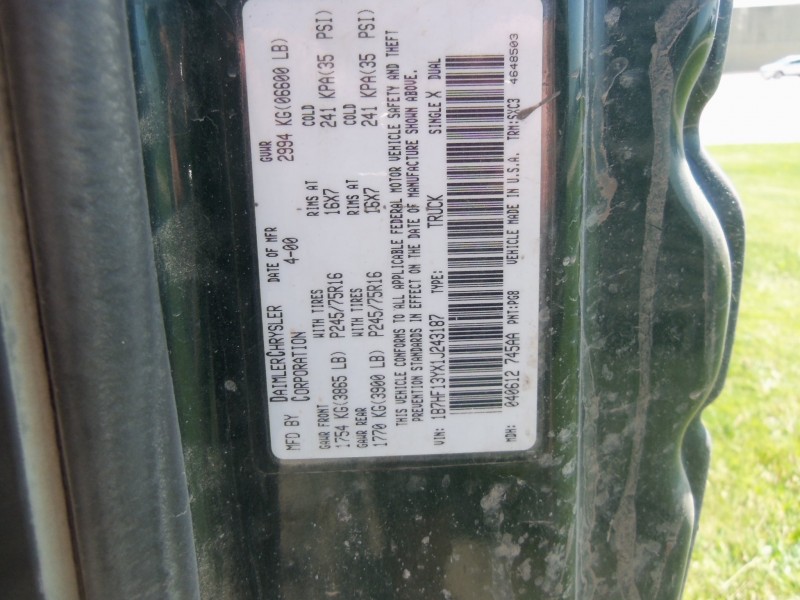 MFD BY DAIMLERCHRYSLER CORPORATION DATE OF MFR 4-00 GVWR 2994 KG(06600 LB)
GAWR FRONT WITH TIRES RIMS AT COLD
1754 KG(3865 LB) P245/75R16 16X7 241 KPA(35 PSI)
GAWR REAR WITH TIRES RIMS AT COLD
1770 KG(3900 LB) P245/75R16 16X7 241 KPA(35 PSI)
THIS VEHICLE CONFORMS TO ALL APPLICABLE FEDERAL MOTOR VEHICLE SAFETY AND THEFT
PREVENTION STANDARDS IN EFFECT ON THE DATE OF MANUFACTURE SHOWN ABOVE.
VIN: 1B7HF13YX1J243187 TYPE: TRUCK SINGLE X DUAL
MDH: 040612 745AA PNT:PG8 VEHICLE MADE IN U.S.A. TRM:SXC3 4648503